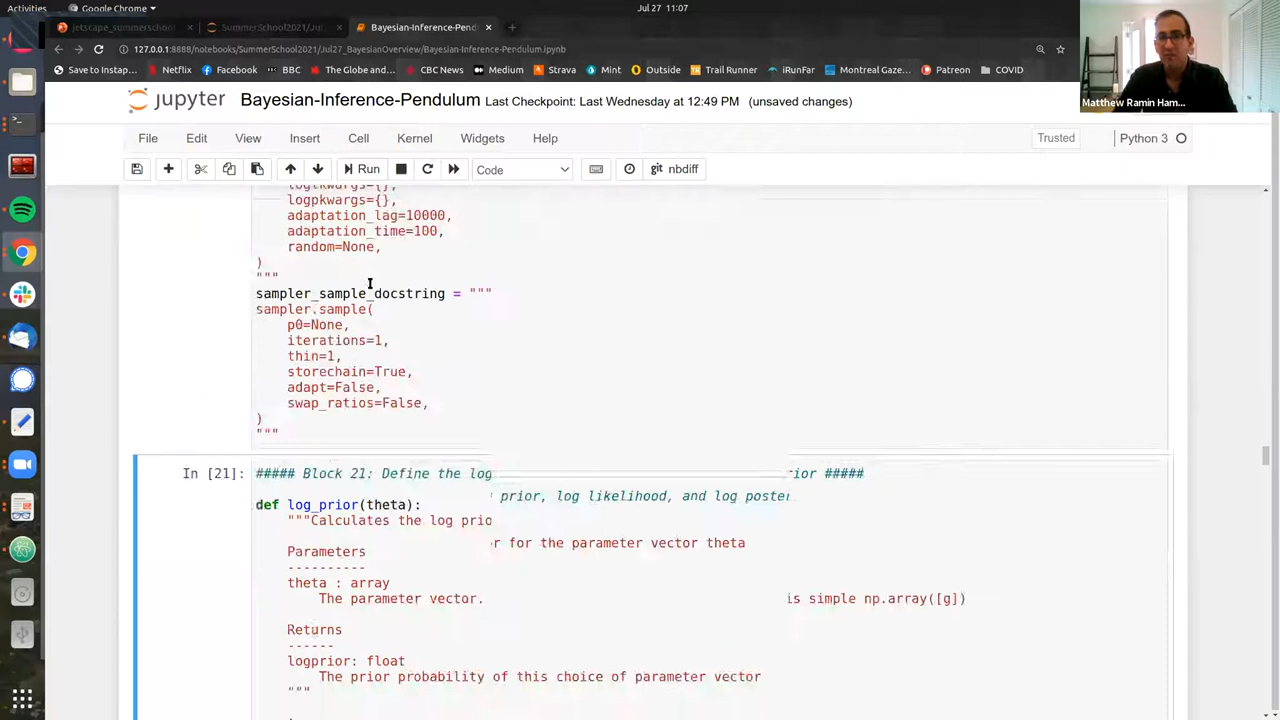 Activities
Google Chrome
Jul 27 11:07
jetscape_summerschool
SummerSchool2021/Jul
Bayesian-Inference-Pend
127.0.0.1:8888/notebooks/SummerSchool2021/Jul27_BayesianOverview/Bayesian-Inference-Pendulum.ipynb
Save to Instap... Netflix Facebook BBC The Globe and... CBC News Medium Strava Mint Outside Trail Runner iRunFar Montreal Gaze... Patreon COVID
Matthew Ramin Ham...
jupyter Bayesian-Inference-Pendulum Last Checkpoint: Last Wednesday at 12:49 PM (unsaved changes)
File Edit View Insert Cell Kernel Widgets Help
Trusted Python 3
Run Code git nbdiff
logpkwargs={},
adaptation_lag=10000,
adaptation_time=100,
random=None,
)
"""
sampler_sample_docstring = """
sampler.sample(
p0=None,
iterations=1,
thin=1,
storechain=True,
adapt=False,
swap_ratios=False,
)
"""
In [21]: ##### Block 21: Define the log
ior #####
prior, log likelihood, and log poster
def log_prior(theta):
"""Calculates the log prio
r for the parameter vector theta
Parameters
----------
theta : array
The parameter vector.
is simple np.array([g])
Returns
------
logprior: float
The prior probability of this choice of parameter vector
"""